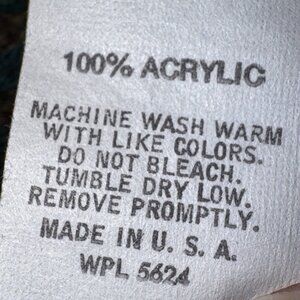 100% ACRYLIC
MACHINE WASH WARM
WITH LIKE COLORS.
DO NOT BLEACH.
TUMBLE DRY LOW.
REMOVE PROMPTLY.
MADE IN U. S. A.
WPL 5624